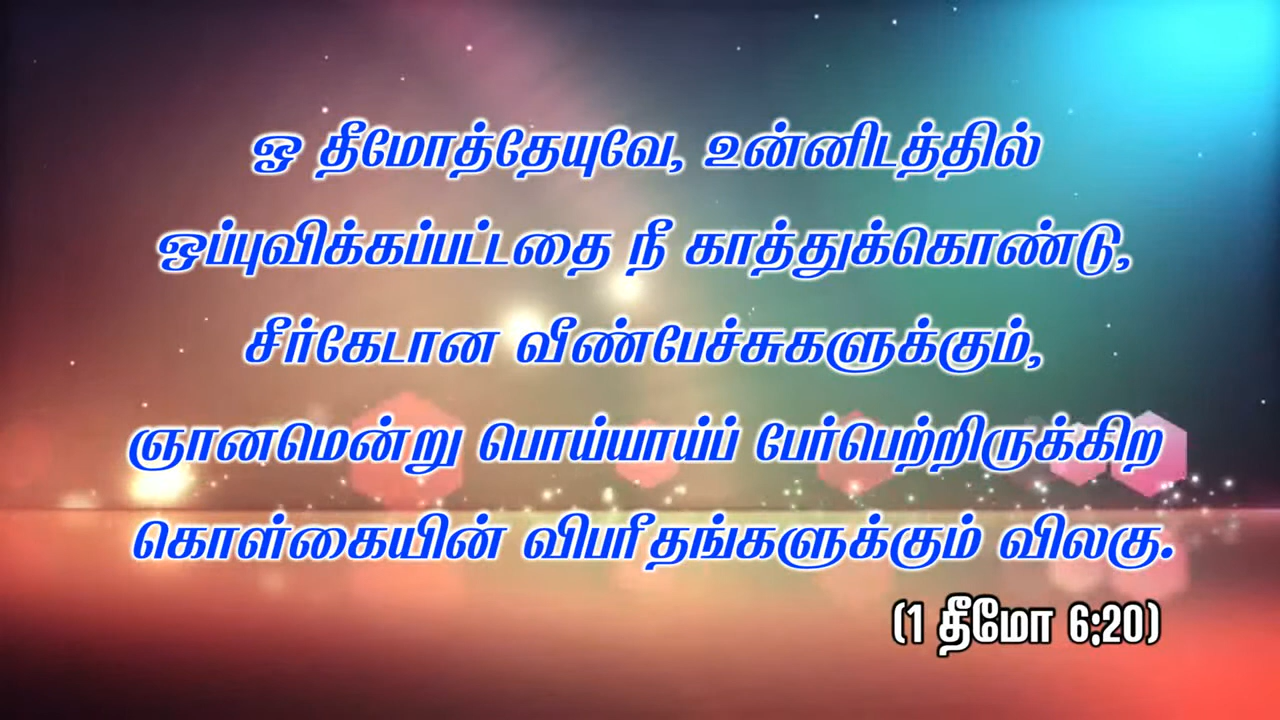 ஓ தீமோத்தேயுவே, உன்னிடத்தில்
ஒப்புவிக்கப்பட்டதை நீ காத்துக்கொண்டு,
சீர்கேடான வீண்பேச்சுகளுக்கும்,
ஞானமென்று பொய்யாய்ப் பேர்பெற்றிருக்கிற
கொள்கையின் விபரீதங்களுக்கும் விலகு.
(1 தீமோ 6:20)